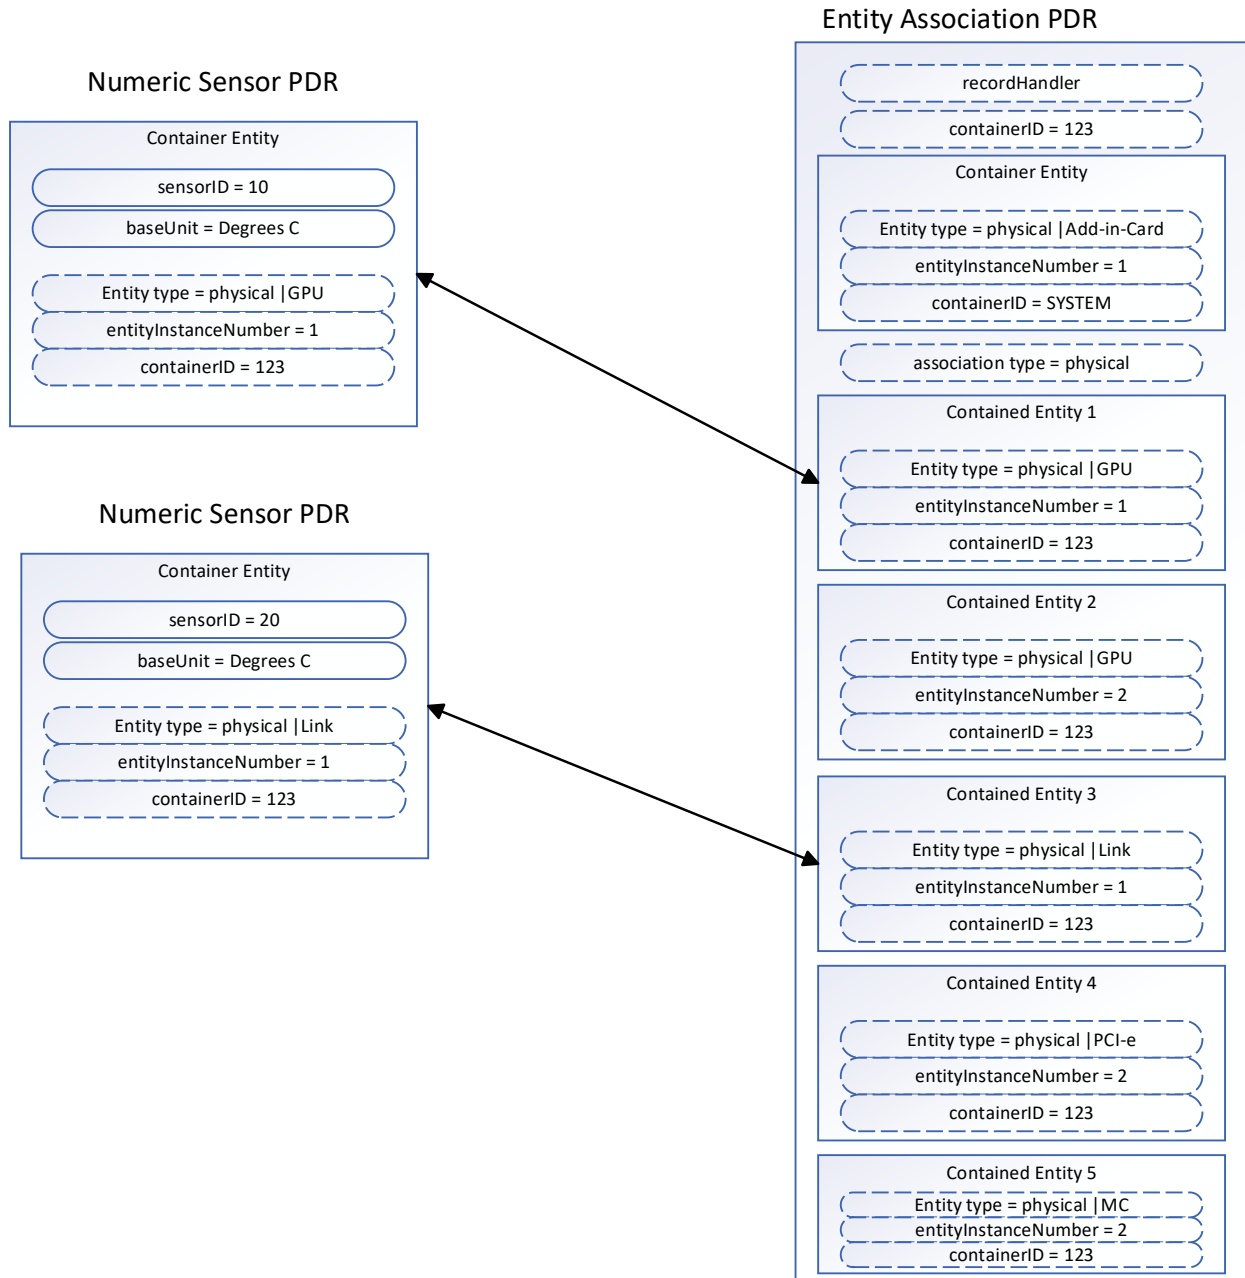 Numeric Sensor PDR
Container Entity
sensorID = 10
baseUnit = Degrees C
Entity type = physical |GPU
entityInstanceNumber = 1
containerID = 123
Numeric Sensor PDR
Container Entity
sensorID = 20
baseUnit = Degrees C
Entity type = physical |Link
entityInstanceNumber = 1
containerID = 123
Entity Association PDR
recordHandler
containerID = 123
Container Entity
Entity type = physical |Add-in-Card
entityInstanceNumber = 1
containerID = SYSTEM
association type = physical
Contained Entity 1
Entity type = physical |GPU
entityInstanceNumber = 1
containerID = 123
Contained Entity 2
Entity type = physical |GPU
entityInstanceNumber = 2
containerID = 123
Contained Entity 3
Entity type = physical |Link
entityInstanceNumber = 1
containerID = 123
Contained Entity 4
Entity type = physical |PCI-e
entityInstanceNumber = 2
containerID = 123
Contained Entity 5
Entity type = physical |MC
entityInstanceNumber = 2
containerID = 123